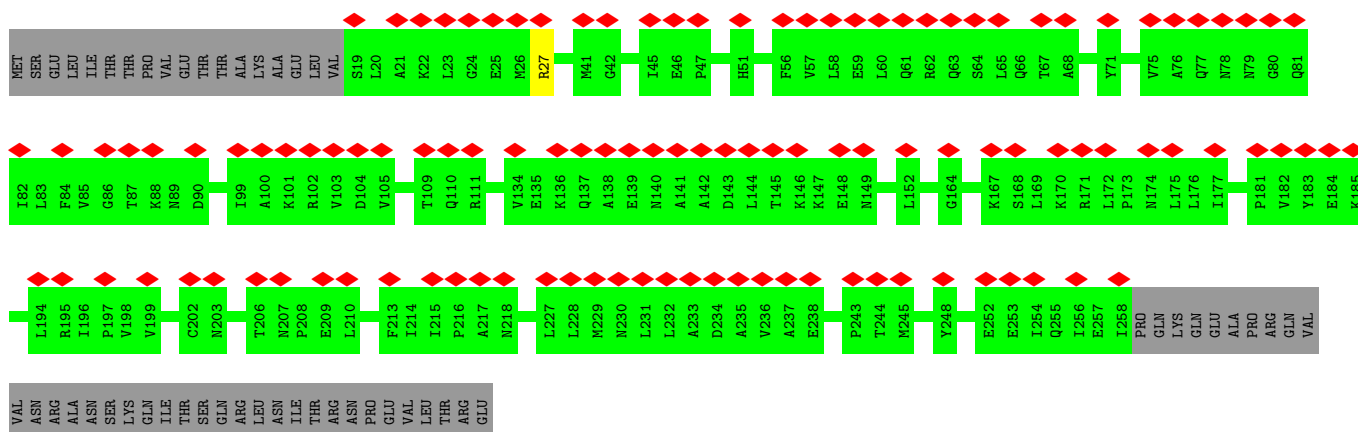 MET SER GLU LEU ILE THR THR PRO VAL GLU THR THR ALA LYS ALA GLU LEU VAL S19 L20 A21 K22 L23 G24 E25 M26 R27 M41 G42 I45 E46 P47 H51 F56 V57 L58 E59 L60 Q61 R62 Q63 S64 L65 Q66 T67 A68 Y71 V75 A76 Q77 N78 N79 G80 Q81
I82 L83 F84 V85 G86 T87 K88 N89 D90 I99 A100 K101 R102 V103 D104 V105 T109 Q110 R111 V134 E135 K136 Q137 A138 E139 N140 A141 A142 D143 L144 T145 K146 K147 E148 N149 L152 G164 K167 S168 L169 K170 R171 L172 P173 N174 L175 L176 I177 P181 V182 Y183 E184 K185
L194 R195 I196 P197 V198 V199 C202 N203 T206 N207 P208 E209 L210 F213 I214 I215 P216 A217 N218 L227 L228 M229 N230 L231 L232 A233 D234 A235 V236 A237 E238 P243 T244 M245 Y248 E252 E253 I254 Q255 I256 E257 I258 PRO GLN LYS GLN GLU ALA PRO ARG GLN VAL
VAL ASN ARG ALA ASN SER LYS GLN ILE THR SER GLN ARG LEU ASN ILE THR ARG ASN PRO GLU VAL LEU THR ARG GLU